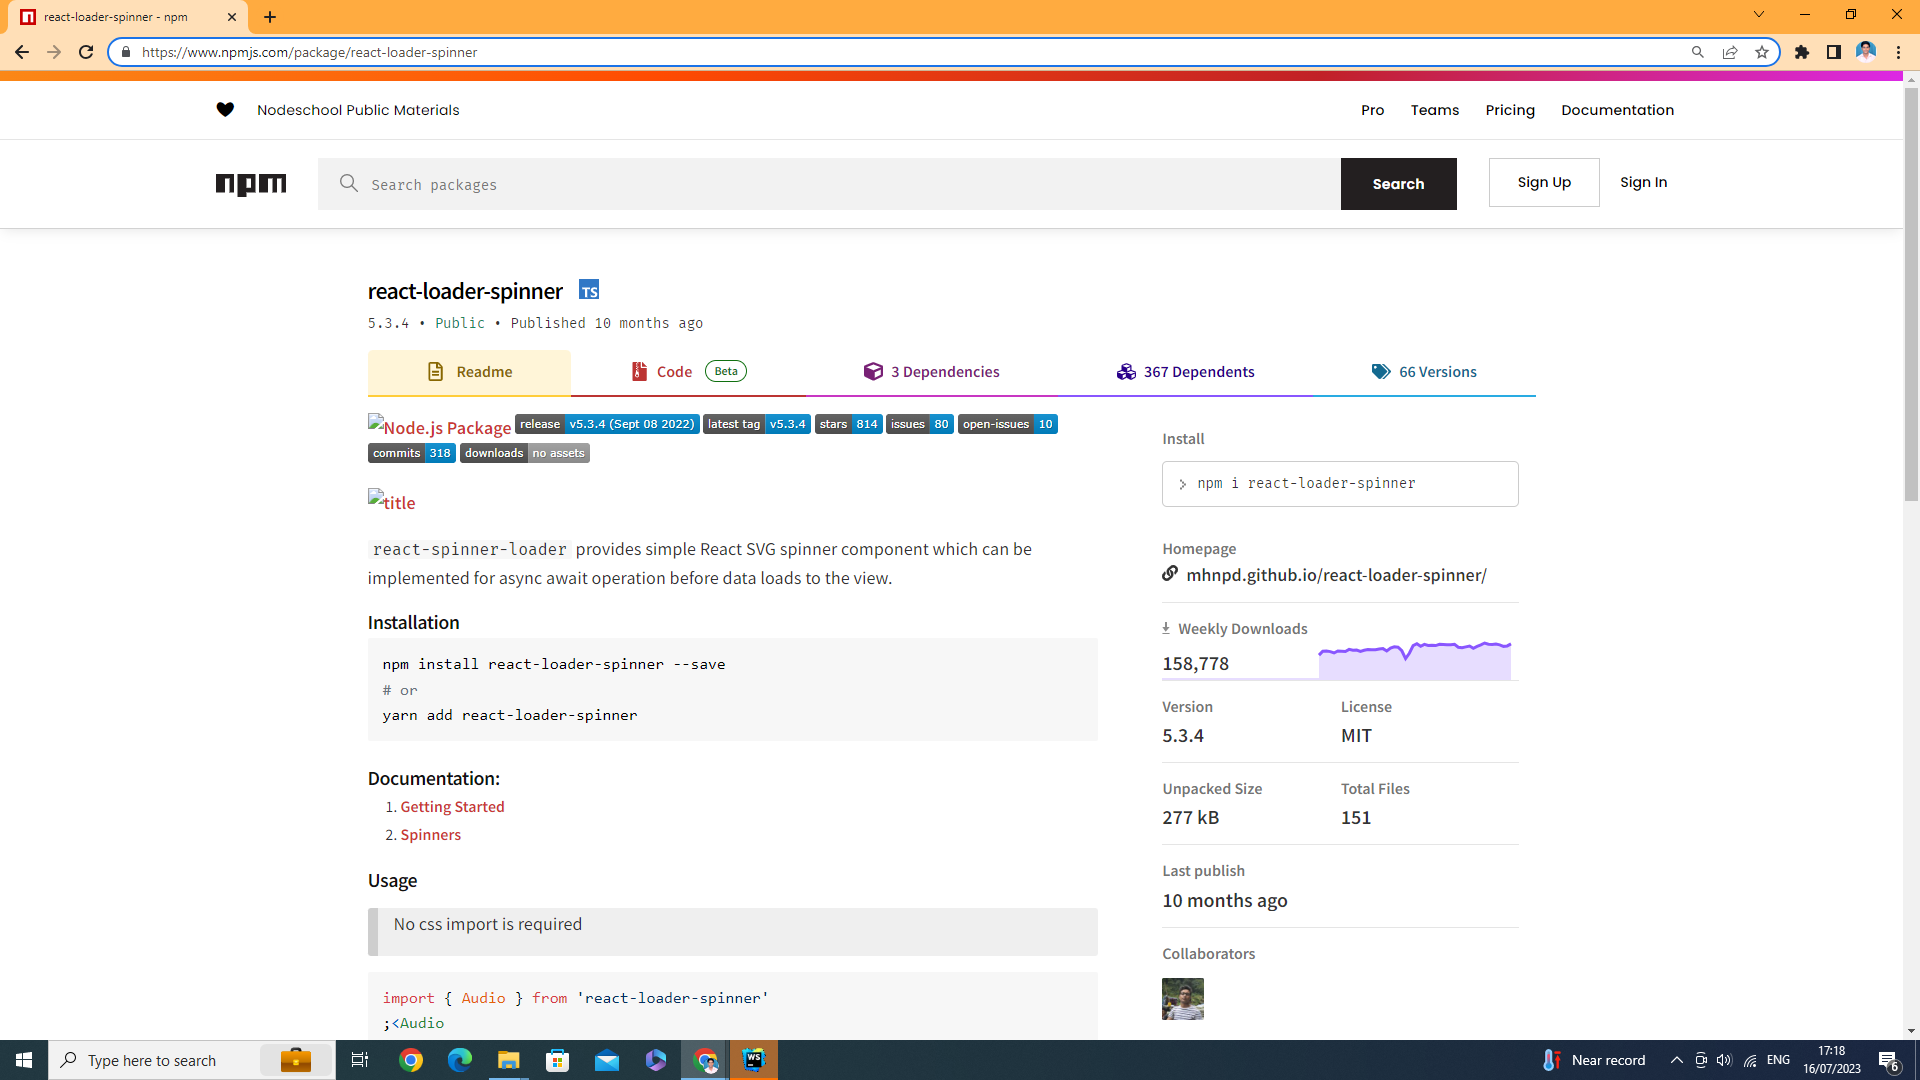 react-loader-spinner - npm
https://www.npmjs.com/package/react-loader-spinner
Nodeschool Public Materials
Pro Teams Pricing Documentation
npm
Search packages
Search
Sign Up
Sign In
react-loader-spinner TS
5.3.4 • Public • Published 10 months ago
Readme
Code Beta
3 Dependencies
367 Dependents
66 Versions
Node.js Package release v5.3.4 (Sept 08 2022) latest tag v5.3.4 stars 814 issues 80 open-issues 10
commits 318 downloads no assets
title
react-spinner-loader provides simple React SVG spinner component which can be
implemented for async await operation before data loads to the view.
Installation
npm install react-loader-spinner --save
# or
yarn add react-loader-spinner
Documentation:
1. Getting Started
2. Spinners
Usage
No css import is required
import { Audio } from 'react-loader-spinner'
;<Audio
Install
npm i react-loader-spinner
Homepage
mhnpd.github.io/react-loader-spinner/
Weekly Downloads
158,778
Version License
5.3.4 MIT
Unpacked Size Total Files
277 kB 151
Last publish
10 months ago
Collaborators
Type here to search
WS
Near record
ENG
17:18
16/07/2023
6